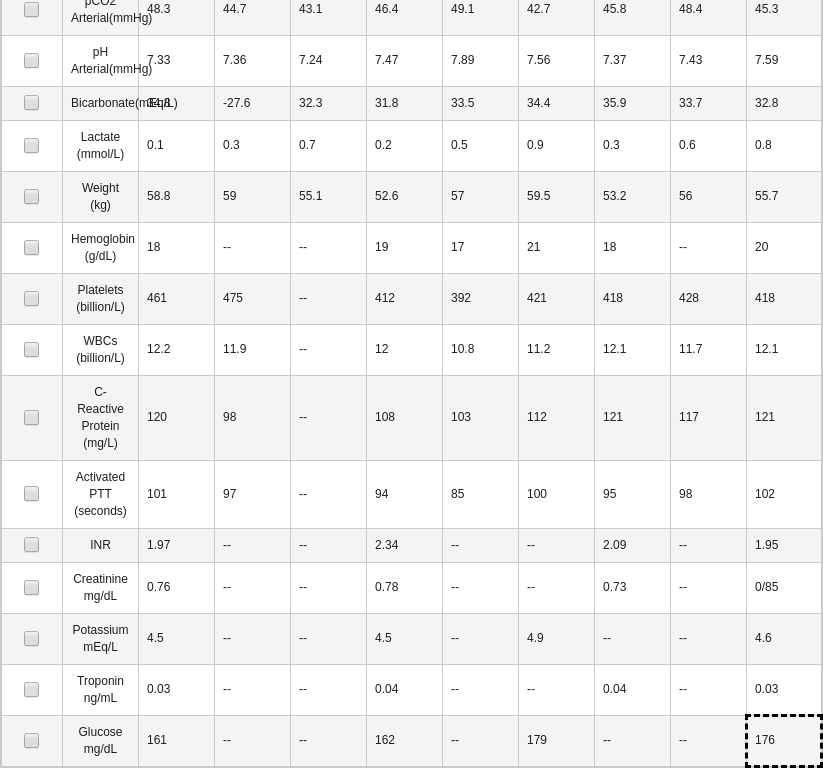 pCO2
Arterial(mmHg) 48.3 44.7 43.1 46.4 49.1 42.7 45.8 48.4 45.3
pH
Arterial(mmHg) 7.33 7.36 7.24 7.47 7.89 7.56 7.37 7.43 7.59
Bicarbonate(mEq/L) 34.8 -27.6 32.3 31.8 33.5 34.4 35.9 33.7 32.8
Lactate
(mmol/L) 0.1 0.3 0.7 0.2 0.5 0.9 0.3 0.6 0.8
Weight
(kg) 58.8 59 55.1 52.6 57 59.5 53.2 56 55.7
Hemoglobin
(g/dL) 18 -- -- 19 17 21 18 -- 20
Platelets
(billion/L) 461 475 -- 412 392 421 418 428 418
WBCs
(billion/L) 12.2 11.9 -- 12 10.8 11.2 12.1 11.7 12.1
C-
Reactive
Protein
(mg/L) 120 98 -- 108 103 112 121 117 121
Activated
PTT
(seconds) 101 97 -- 94 85 100 95 98 102
INR 1.97 -- -- 2.34 -- -- 2.09 -- 1.95
Creatinine
mg/dL 0.76 -- -- 0.78 -- -- 0.73 -- 0/85
Potassium
mEq/L 4.5 -- -- 4.5 -- 4.9 -- -- 4.6
Troponin
ng/mL 0.03 -- -- 0.04 -- -- 0.04 -- 0.03
Glucose
mg/dL 161 -- -- 162 -- 179 -- -- 176